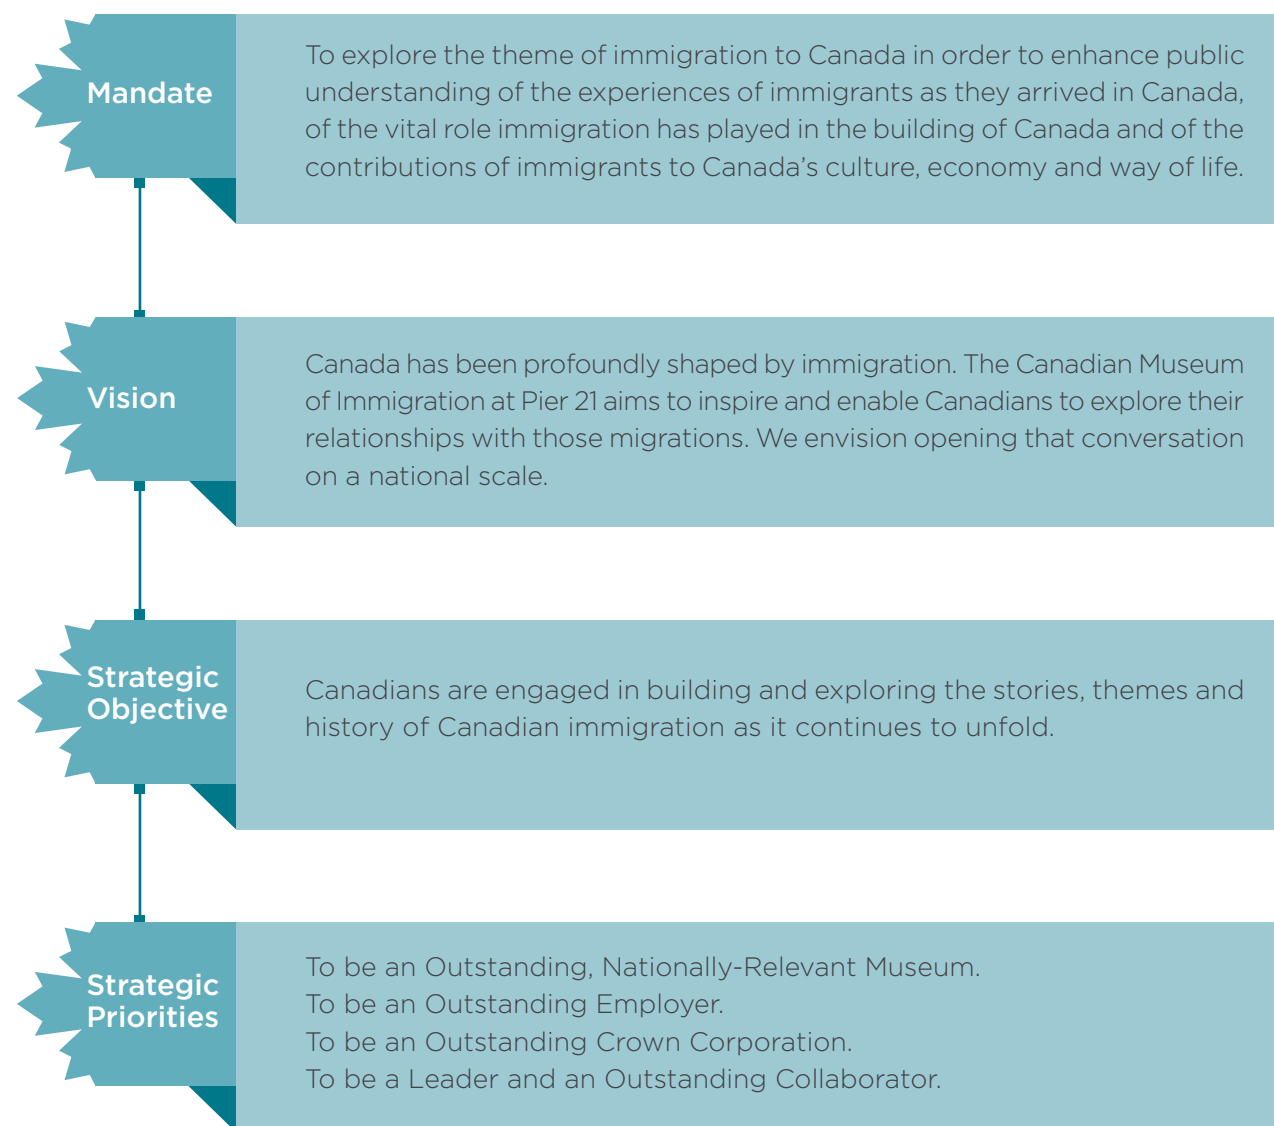 Mandate
To explore the theme of immigration to Canada in order to enhance public
understanding of the experiences of immigrants as they arrived in Canada,
of the vital role immigration has played in the building of Canada and of the
contributions of immigrants to Canada’s culture, economy and way of life.
Vision
Canada has been profoundly shaped by immigration. The Canadian Museum
of Immigration at Pier 21 aims to inspire and enable Canadians to explore their
relationships with those migrations. We envision opening that conversation
on a national scale.
Strategic
Objective
Canadians are engaged in building and exploring the stories, themes and
history of Canadian immigration as it continues to unfold.
Strategic
Priorities
To be an Outstanding, Nationally-Relevant Museum.
To be an Outstanding Employer.
To be an Outstanding Crown Corporation.
To be a Leader and an Outstanding Collaborator.